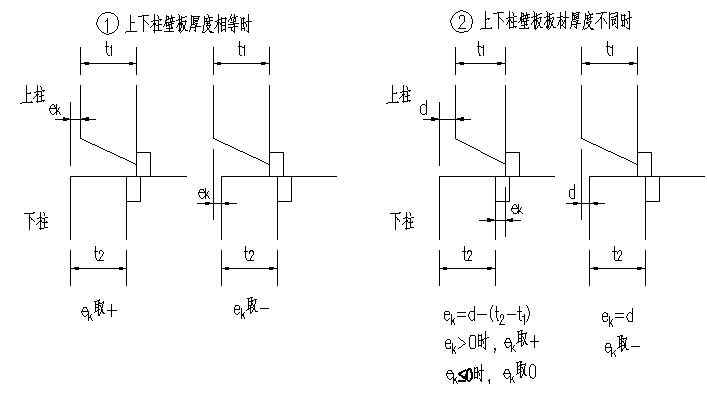 ① 上下柱壁板厚度相等时
② 上下柱壁板板材厚度不同时
t₁ t₁ t₁ t₁
上柱 上柱
eₖ d
eₖ d
eₖ
下柱 下柱
t₂ t₂ t₂ t₂
eₖ取+
eₖ取−
eₖ=d−(t₂−t₁)
eₖ>0时，eₖ取+
eₖ≤0时，eₖ取0
eₖ=d
eₖ取−